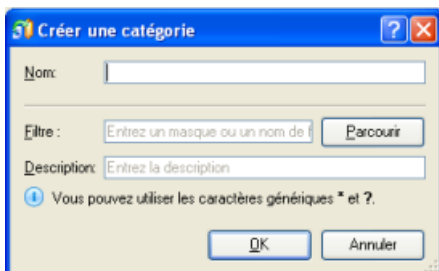 Créer une catégorie
Nom:
Filtre : Entrez un masque ou un nom de f Parcourir
Description: Entrez la description
Vous pouvez utiliser les caractères génériques * et ?.
OK Annuler